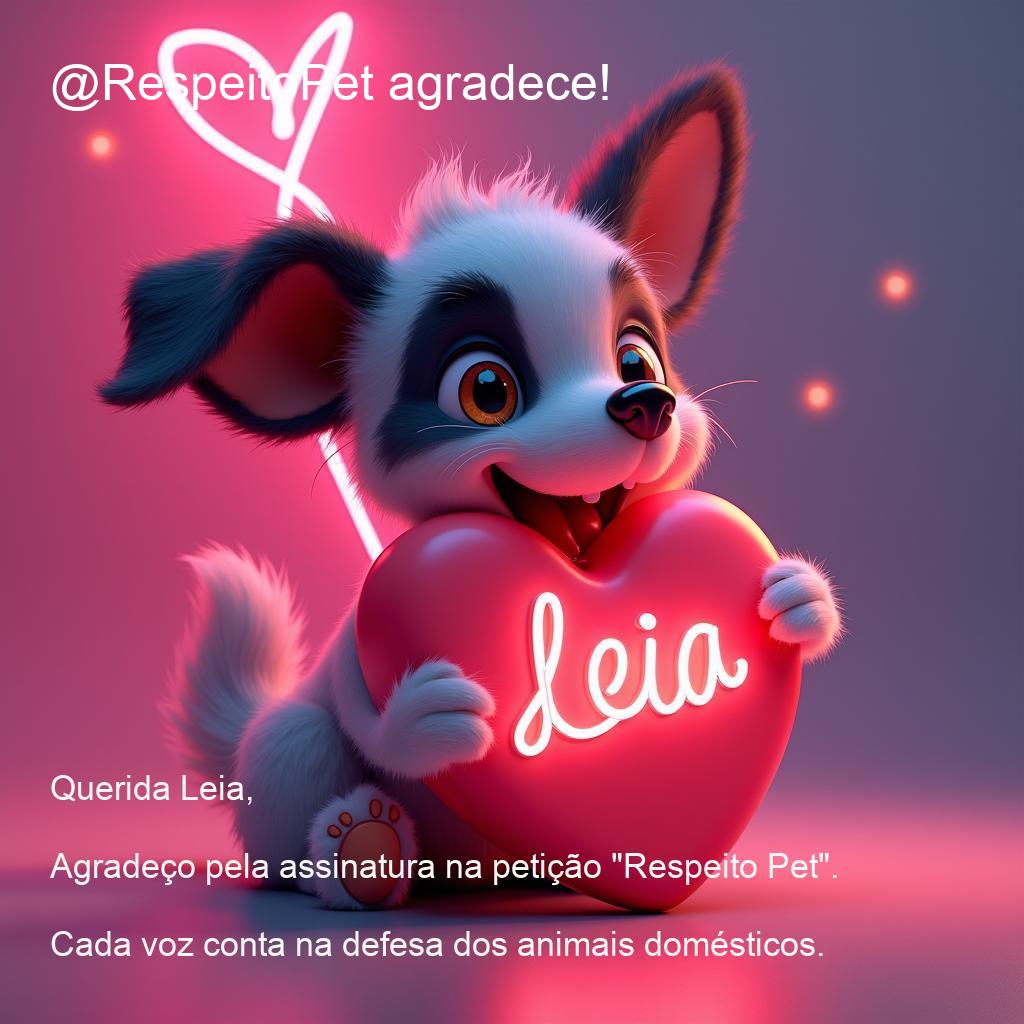 @RespeitoPet agradece!
Leia
Querida Leia,
Agradeço pela assinatura na petição "Respeito Pet".
Cada voz conta na defesa dos animais domésticos.